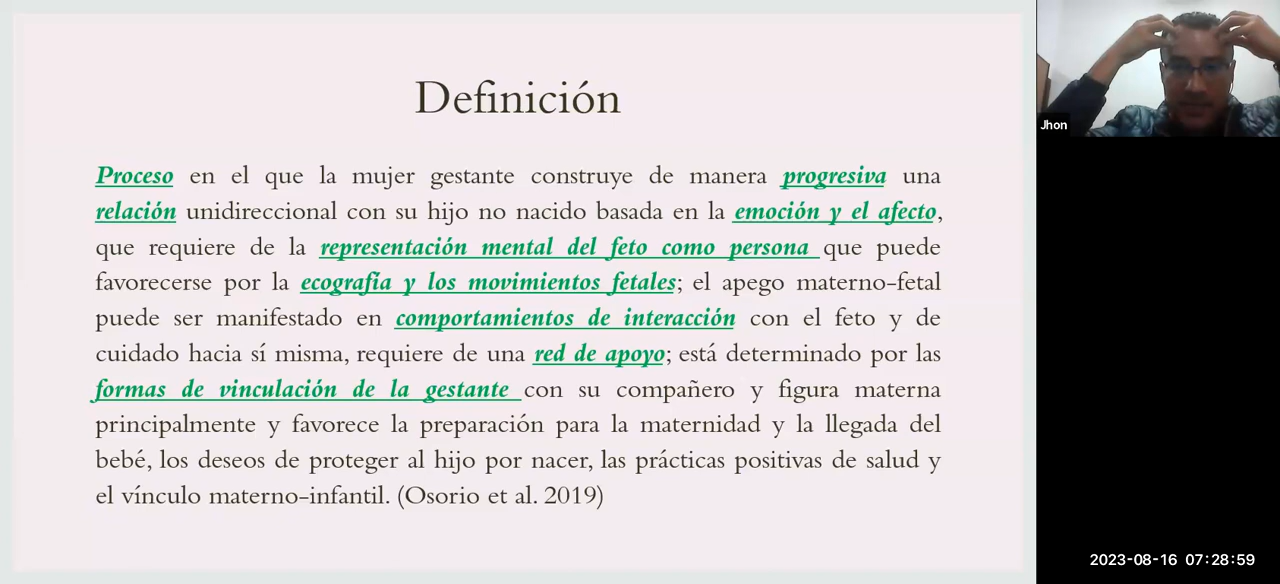 Definición
Proceso en el que la mujer gestante construye de manera progresiva una
relación unidireccional con su hijo no nacido basada en la emoción y el afecto,
que requiere de la representación mental del feto como persona que puede
favorecerse por la ecografía y los movimientos fetales; el apego materno-fetal
puede ser manifestado en comportamientos de interacción con el feto y de
cuidado hacia sí misma, requiere de una red de apoyo; está determinado por las
formas de vinculación de la gestante con su compañero y figura materna
principalmente y favorece la preparación para la maternidad y la llegada del
bebé, los deseos de proteger al hijo por nacer, las prácticas positivas de salud y
el vínculo materno-infantil. (Osorio et al. 2019)
Jhon
2023-08-16 07:28:59